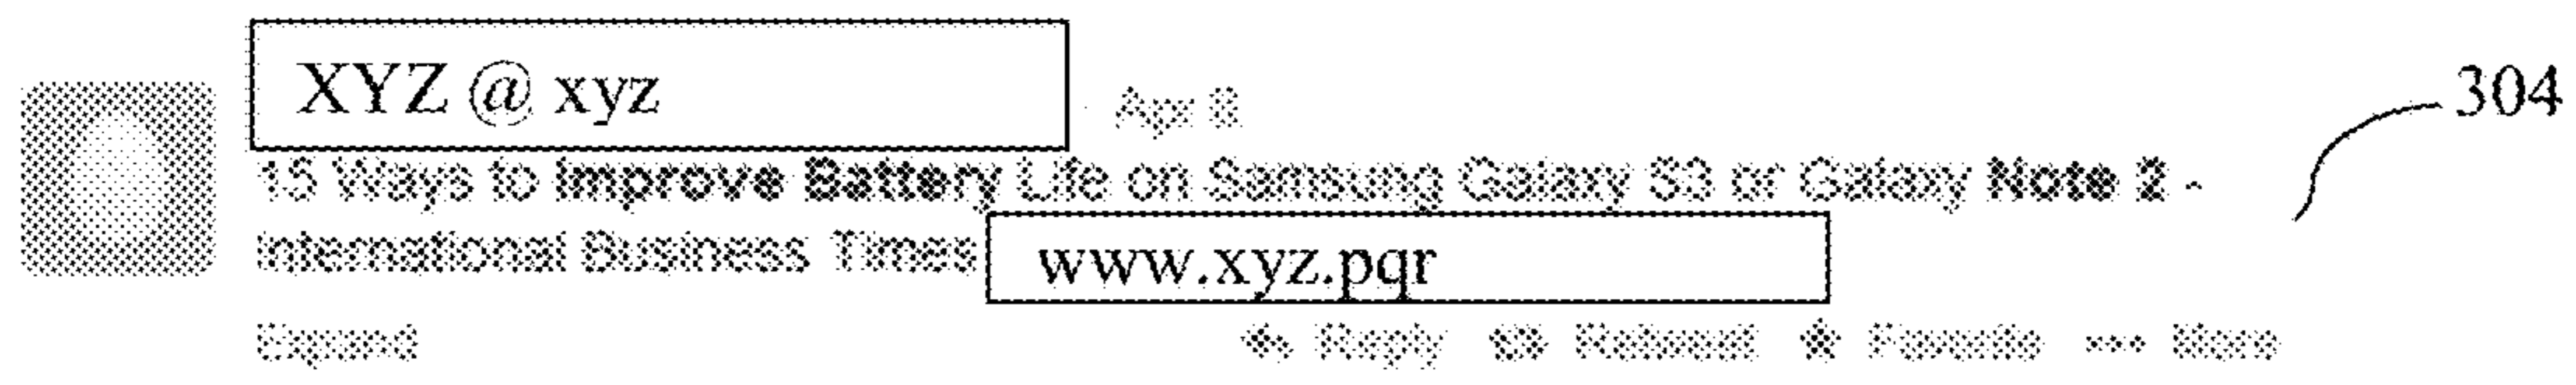 XYZ @ xyz Apr 8 304
15 Ways to Improve Battery Life on Samsung Galaxy S3 or Galaxy Note 2 -
International Business Times www.xyz.pqr
Expand Reply Retweet Favorite ••• More